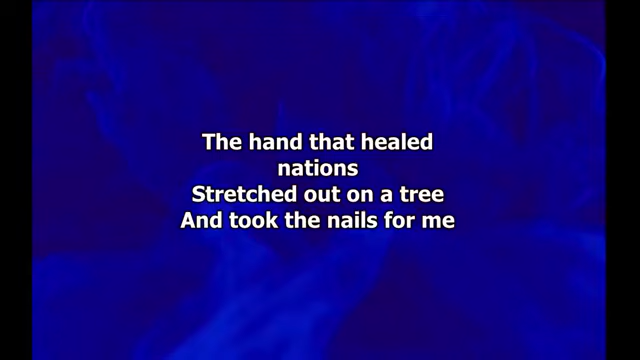 The hand that healed
nations
Stretched out on a tree
And took the nails for me